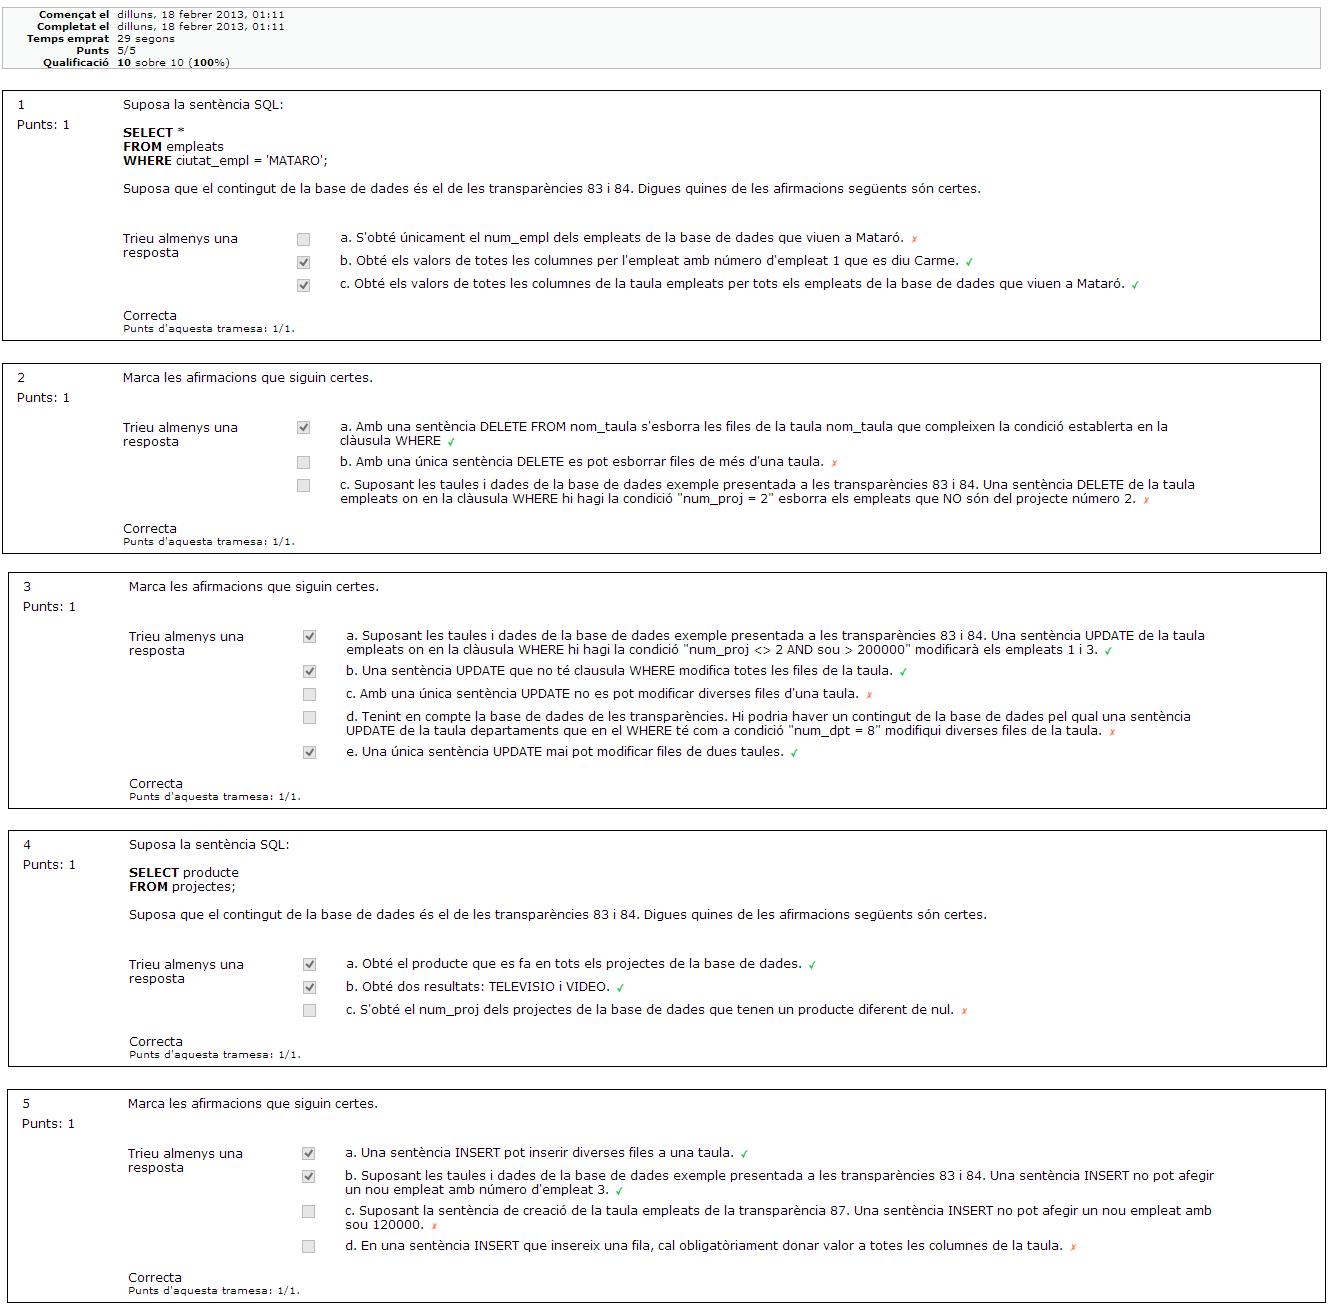 Començat el dilluns, 18 febrer 2013, 01:11
Completat el dilluns, 18 febrer 2013, 01:11
Temps emprat 29 segons
Punts 5/5
Qualificació 10 sobre 10 (100%)
1
Punts: 1
Suposa la sentència SQL:
SELECT *
FROM empleats
WHERE ciutat_empl = 'MATARO';
Suposa que el contingut de la base de dades és el de les transparències 83 i 84. Digues quines de les afirmacions següents són certes.
Trieu almenys una
resposta
a. S'obté únicament el num_empl dels empleats de la base de dades que viuen a Mataró. ✗
b. Obté els valors de totes les columnes per l'empleat amb número d'empleat 1 que es diu Carme. ✓
c. Obté els valors de totes les columnes de la taula empleats per tots els empleats de la base de dades que viuen a Mataró. ✓
Correcta
Punts d'aquesta tramesa: 1/1.
2
Punts: 1
Marca les afirmacions que siguin certes.
Trieu almenys una
resposta
a. Amb una sentència DELETE FROM nom_taula s'esborra les files de la taula nom_taula que compleixen la condició establerta en la
clàusula WHERE ✓
b. Amb una única sentència DELETE es pot esborrar files de més d'una taula. ✗
c. Suposant les taules i dades de la base de dades exemple presentada a les transparències 83 i 84. Una sentència DELETE de la taula
empleats on en la clàusula WHERE hi hagi la condició "num_proj = 2" esborra els empleats que NO són del projecte número 2. ✗
Correcta
Punts d'aquesta tramesa: 1/1.
3
Punts: 1
Marca les afirmacions que siguin certes.
Trieu almenys una
resposta
a. Suposant les taules i dades de la base de dades exemple presentada a les transparències 83 i 84. Una sentència UPDATE de la taula
empleats on en la clàusula WHERE hi hagi la condició "num_proj <> 2 AND sou > 200000" modificarà els empleats 1 i 3. ✓
b. Una sentència UPDATE que no té clausula WHERE modifica totes les files de la taula. ✓
c. Amb una única sentència UPDATE no es pot modificar diverses files d'una taula. ✗
d. Tenint en compte la base de dades de les transparències. Hi podria haver un contingut de la base de dades pel qual una sentència
UPDATE de la taula departaments que en el WHERE té com a condició "num_dpt = 8" modifiqui diverses files de la taula. ✗
e. Una única sentència UPDATE mai pot modificar files de dues taules. ✓
Correcta
Punts d'aquesta tramesa: 1/1.
4
Punts: 1
Suposa la sentència SQL:
SELECT producte
FROM projectes;
Suposa que el contingut de la base de dades és el de les transparències 83 i 84. Digues quines de les afirmacions següents són certes.
Trieu almenys una
resposta
a. Obté el producte que es fa en tots els projectes de la base de dades. ✓
b. Obté dos resultats: TELEVISIO i VIDEO. ✓
c. S'obté el num_proj dels projectes de la base de dades que tenen un producte diferent de nul. ✗
Correcta
Punts d'aquesta tramesa: 1/1.
5
Punts: 1
Marca les afirmacions que siguin certes.
Trieu almenys una
resposta
a. Una sentència INSERT pot inserir diverses files a una taula. ✓
b. Suposant les taules i dades de la base de dades exemple presentada a les transparències 83 i 84. Una sentència INSERT no pot afegir
un nou empleat amb número d'empleat 3. ✓
c. Suposant la sentència de creació de la taula empleats de la transparència 87. Una sentència INSERT no pot afegir un nou empleat amb
sou 120000. ✗
d. En una sentència INSERT que insereix una fila, cal obligatòriament donar valor a totes les columnes de la taula. ✗
Correcta
Punts d'aquesta tramesa: 1/1.